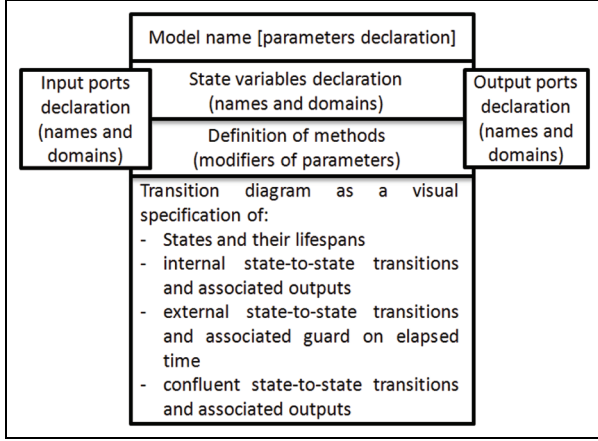 Model name [parameters declaration]
Input ports
declaration
(names and
domains)
State variables declaration
(names and domains)
Output ports
declaration
(names and
domains)
Definition of methods
(modifiers of parameters)
Transition diagram as a visual
specification of:
- States and their lifespans
- internal state-to-state transitions
and associated outputs
- external state-to-state transitions
and associated guard on elapsed
time
- confluent state-to-state transitions
and associated outputs